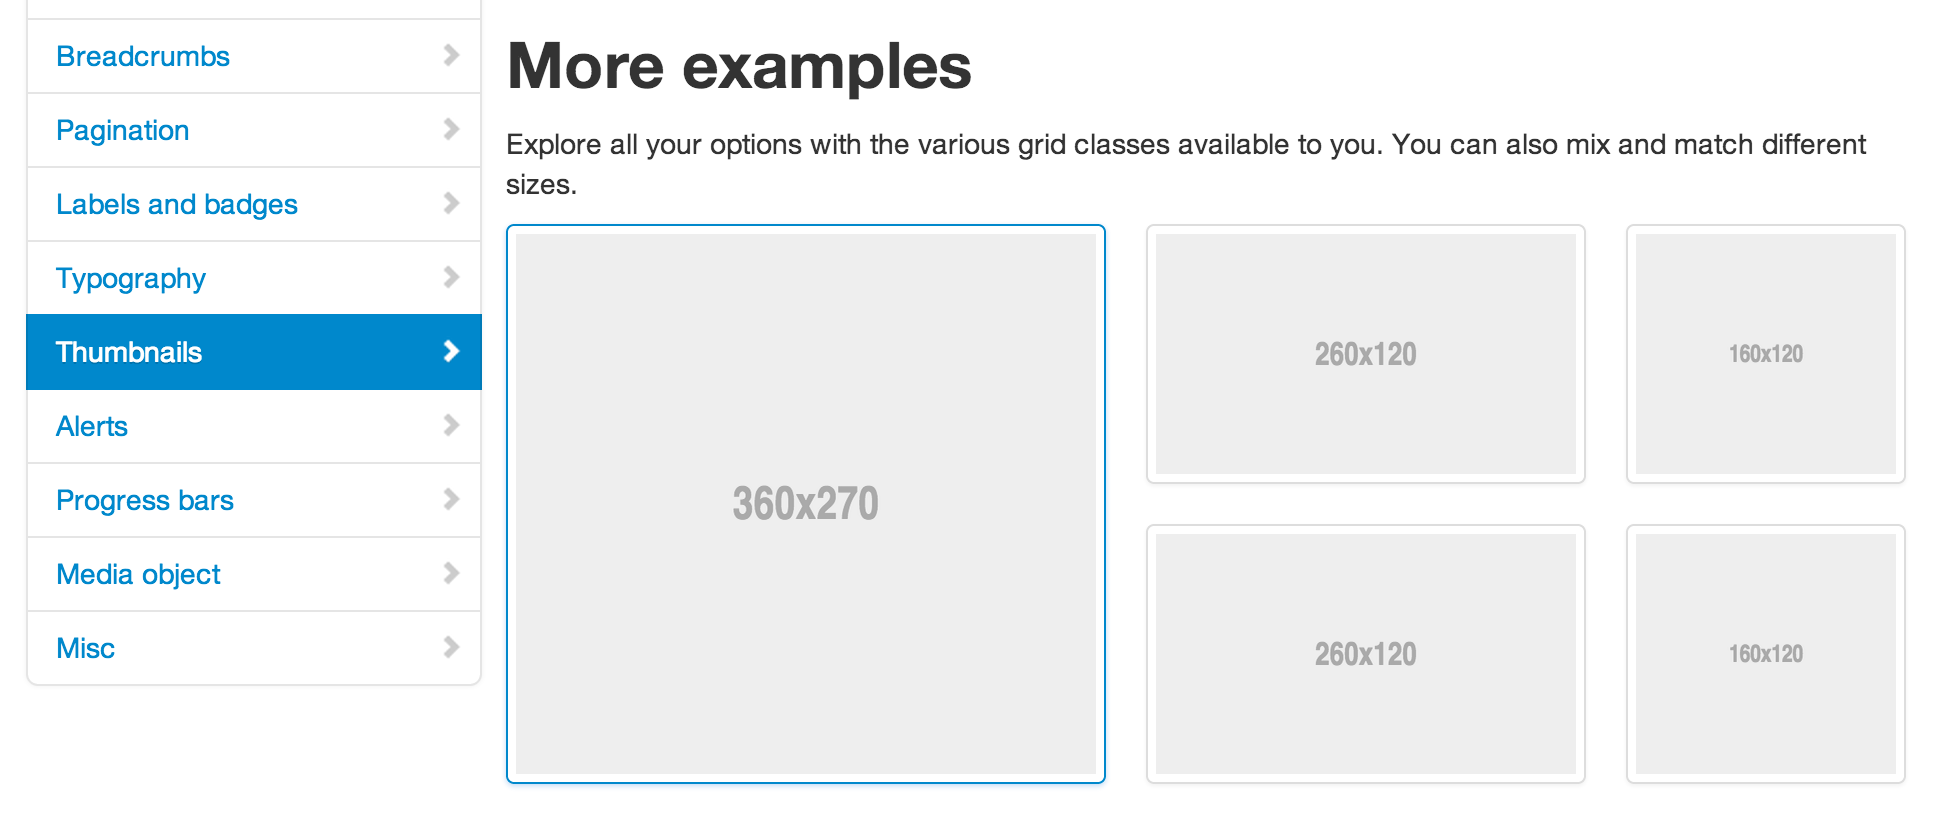 Breadcrumbs
Pagination
Labels and badges
Typography
Thumbnails
Alerts
Progress bars
Media object
Misc
More examples
Explore all your options with the various grid classes available to you. You can also mix and match different
sizes.
360x270
260x120
160x120
260x120
160x120